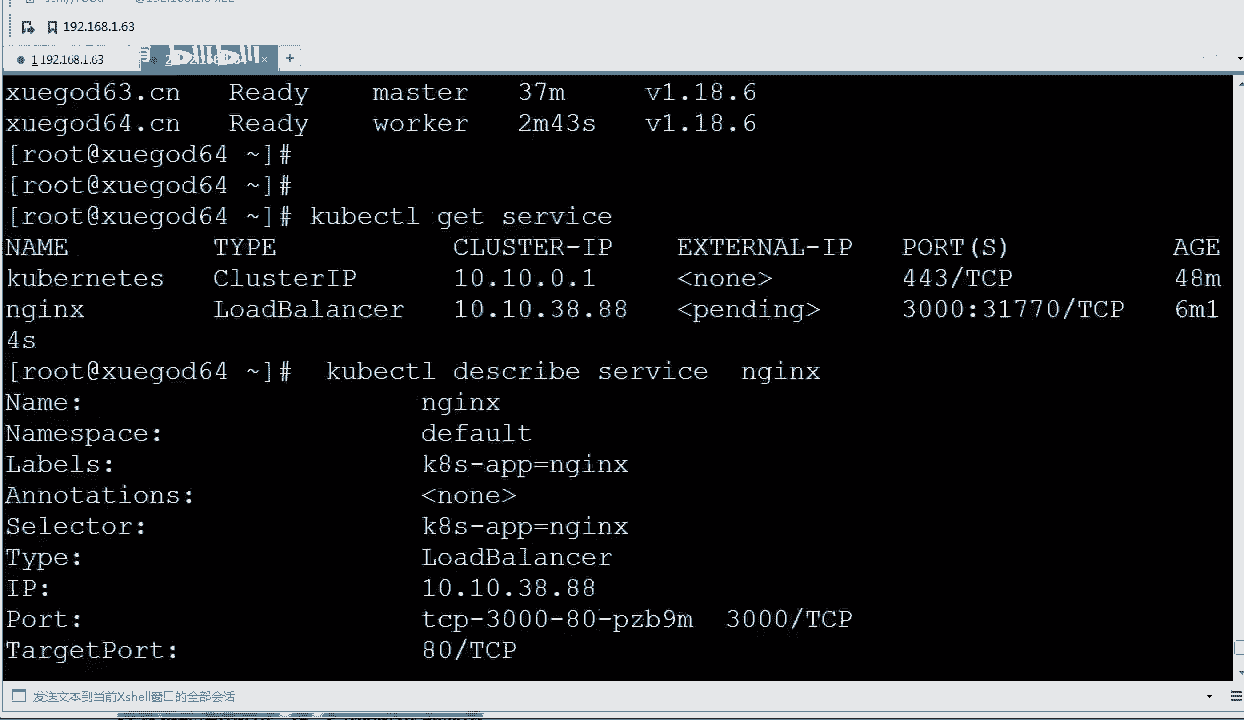 192.168.1.63
1 192.168.1.63
xuegod63.cn Ready master 37m v1.18.6
xuegod64.cn Ready worker 2m43s v1.18.6
[root@xuegod64 ~]#
[root@xuegod64 ~]#
[root@xuegod64 ~]# kubectl get service
NAME TYPE CLUSTER-IP EXTERNAL-IP PORT(S) AGE
kubernetes ClusterIP 10.10.0.1 <none> 443/TCP 48m
nginx LoadBalancer 10.10.38.88 <pending> 3000:31770/TCP 6m1
4s
[root@xuegod64 ~]# kubectl describe service nginx
Name: nginx
Namespace: default
Labels: k8s-app=nginx
Annotations: <none>
Selector: k8s-app=nginx
Type: LoadBalancer
IP: 10.10.38.88
Port: tcp-3000-80-pzb9m 3000/TCP
TargetPort: 80/TCP
发送文本到当前Xshell窗口的全部会话